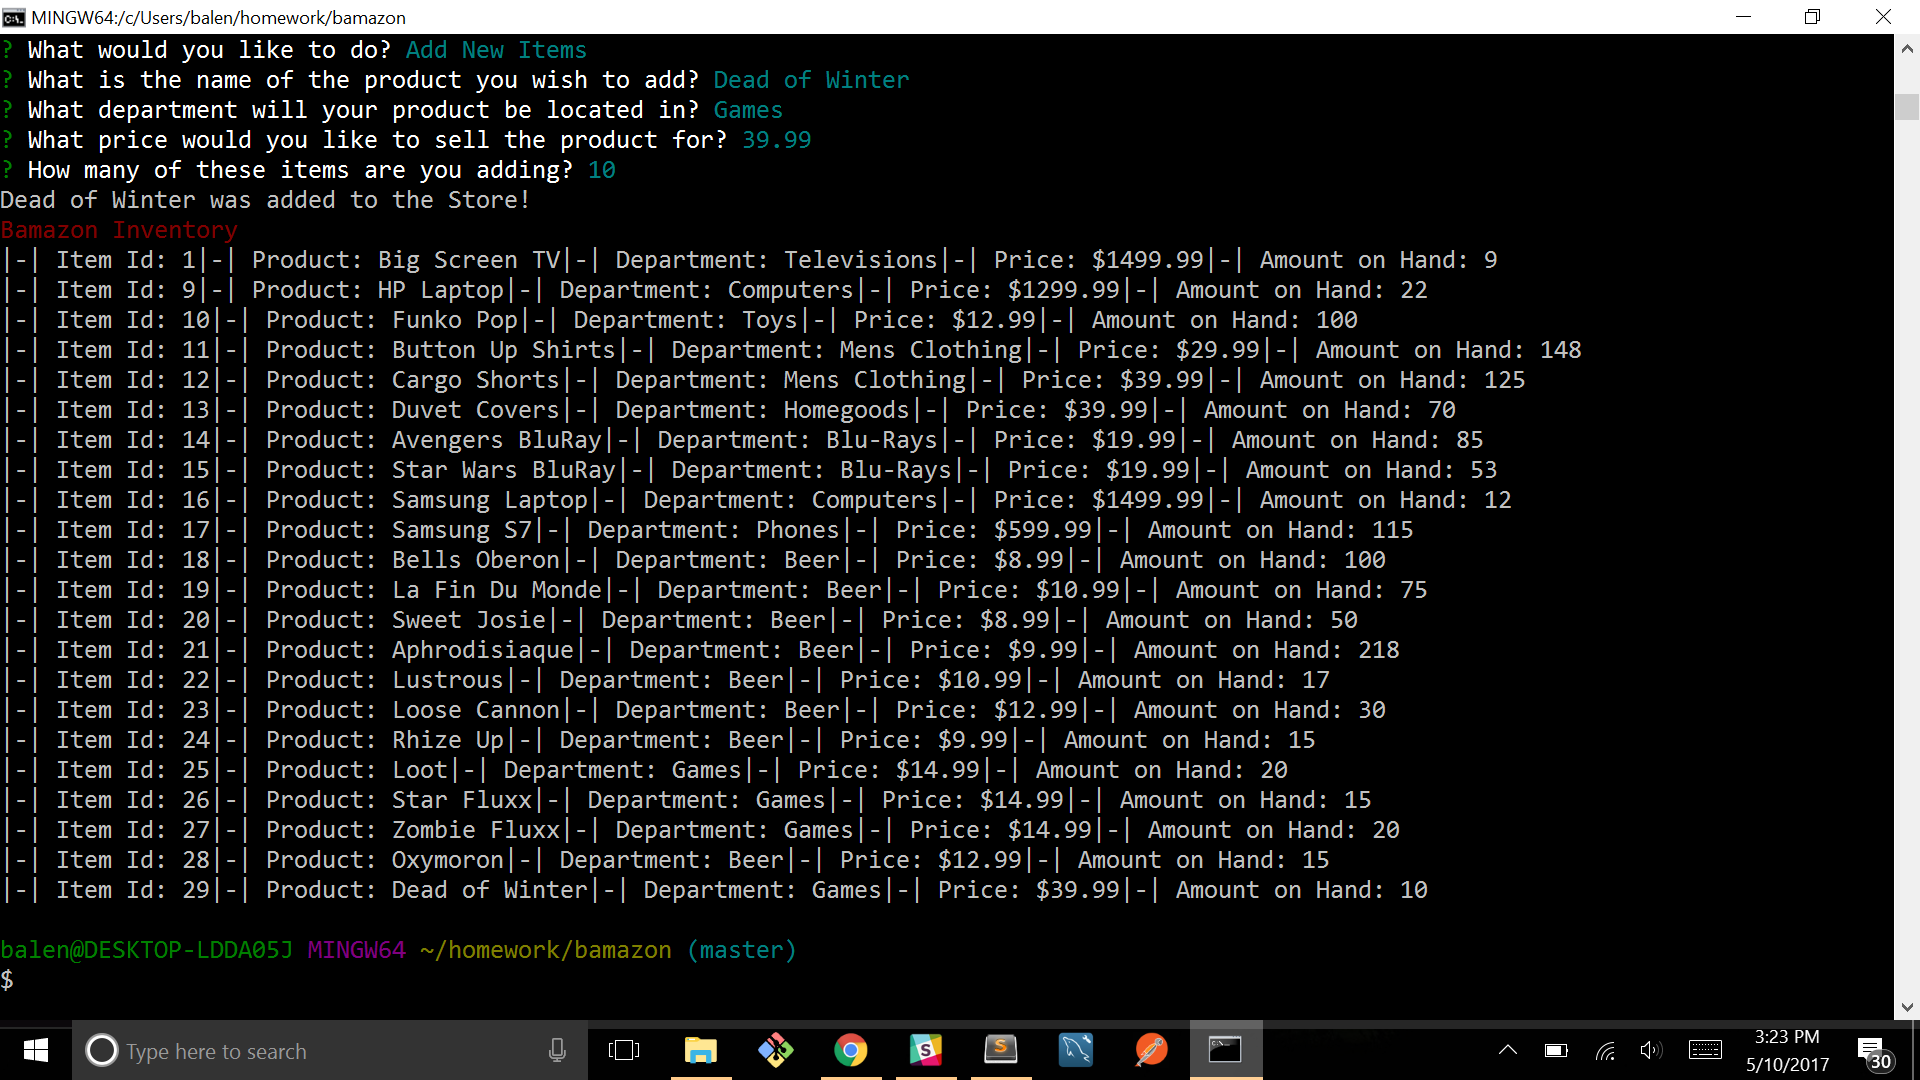 MINGW64:/c/Users/balen/homework/bamazon
? What would you like to do? Add New Items
? What is the name of the product you wish to add? Dead of Winter
? What department will your product be located in? Games
? What price would you like to sell the product for? 39.99
? How many of these items are you adding? 10
Dead of Winter was added to the Store!
Bamazon Inventory
|-| Item Id: 1|-| Product: Big Screen TV|-| Department: Televisions|-| Price: $1499.99|-| Amount on Hand: 9
|-| Item Id: 9|-| Product: HP Laptop|-| Department: Computers|-| Price: $1299.99|-| Amount on Hand: 22
|-| Item Id: 10|-| Product: Funko Pop|-| Department: Toys|-| Price: $12.99|-| Amount on Hand: 100
|-| Item Id: 11|-| Product: Button Up Shirts|-| Department: Mens Clothing|-| Price: $29.99|-| Amount on Hand: 148
|-| Item Id: 12|-| Product: Cargo Shorts|-| Department: Mens Clothing|-| Price: $39.99|-| Amount on Hand: 125
|-| Item Id: 13|-| Product: Duvet Covers|-| Department: Homegoods|-| Price: $39.99|-| Amount on Hand: 70
|-| Item Id: 14|-| Product: Avengers BluRay|-| Department: Blu-Rays|-| Price: $19.99|-| Amount on Hand: 85
|-| Item Id: 15|-| Product: Star Wars BluRay|-| Department: Blu-Rays|-| Price: $19.99|-| Amount on Hand: 53
|-| Item Id: 16|-| Product: Samsung Laptop|-| Department: Computers|-| Price: $1499.99|-| Amount on Hand: 12
|-| Item Id: 17|-| Product: Samsung S7|-| Department: Phones|-| Price: $599.99|-| Amount on Hand: 115
|-| Item Id: 18|-| Product: Bells Oberon|-| Department: Beer|-| Price: $8.99|-| Amount on Hand: 100
|-| Item Id: 19|-| Product: La Fin Du Monde|-| Department: Beer|-| Price: $10.99|-| Amount on Hand: 75
|-| Item Id: 20|-| Product: Sweet Josie|-| Department: Beer|-| Price: $8.99|-| Amount on Hand: 50
|-| Item Id: 21|-| Product: Aphrodisiaque|-| Department: Beer|-| Price: $9.99|-| Amount on Hand: 218
|-| Item Id: 22|-| Product: Lustrous|-| Department: Beer|-| Price: $10.99|-| Amount on Hand: 17
|-| Item Id: 23|-| Product: Loose Cannon|-| Department: Beer|-| Price: $12.99|-| Amount on Hand: 30
|-| Item Id: 24|-| Product: Rhize Up|-| Department: Beer|-| Price: $9.99|-| Amount on Hand: 15
|-| Item Id: 25|-| Product: Loot|-| Department: Games|-| Price: $14.99|-| Amount on Hand: 20
|-| Item Id: 26|-| Product: Star Fluxx|-| Department: Games|-| Price: $14.99|-| Amount on Hand: 15
|-| Item Id: 27|-| Product: Zombie Fluxx|-| Department: Games|-| Price: $14.99|-| Amount on Hand: 20
|-| Item Id: 28|-| Product: Oxymoron|-| Department: Beer|-| Price: $12.99|-| Amount on Hand: 15
|-| Item Id: 29|-| Product: Dead of Winter|-| Department: Games|-| Price: $39.99|-| Amount on Hand: 10
balen@DESKTOP-LDDA05J MINGW64 ~/homework/bamazon (master)
$
Type here to search
3:23 PM
5/10/2017
30